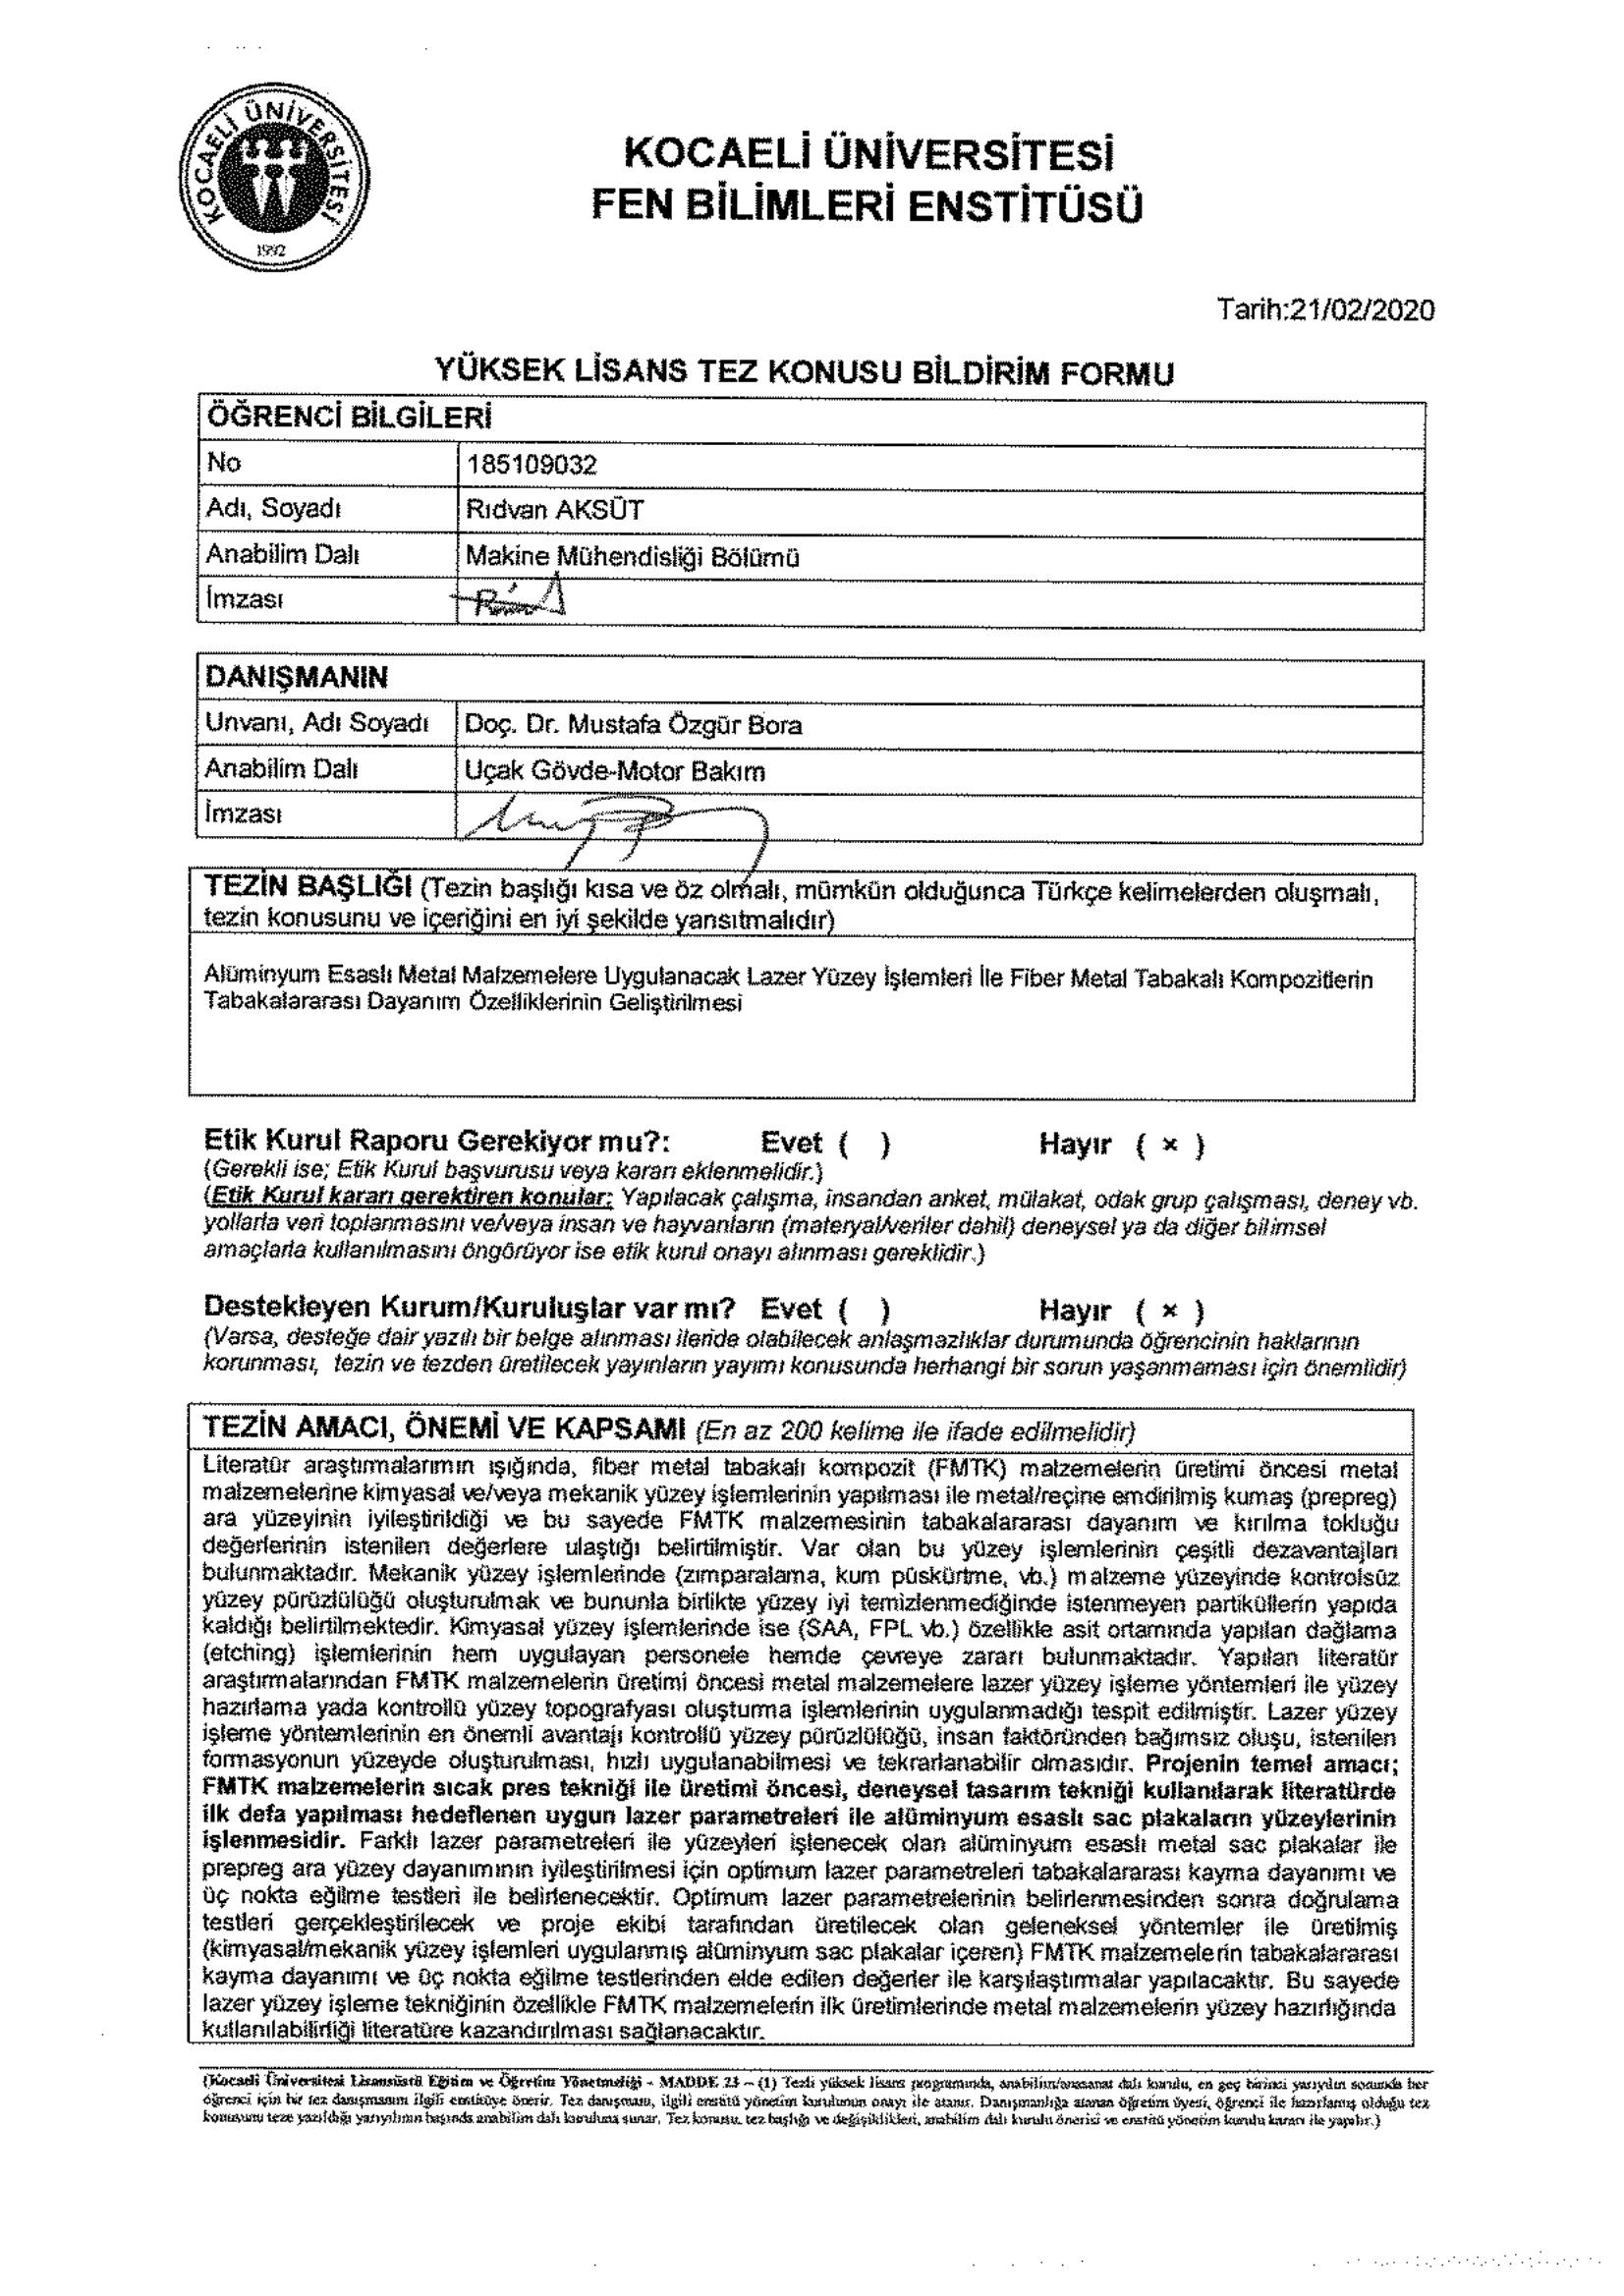 KOCAELİ ÜNİVERSİTESİ
1992
KOCAELİ ÜNİVERSİTESİ
FEN BİLİMLERİ ENSTİTÜSÜ
Tarih:21/02/2020
YÜKSEK LİSANS TEZ KONUSU BİLDİRİM FORMU
ÖĞRENCİ BİLGİLERİ
No 185109032
Adı, Soyadı Rıdvan AKSÜT
Anabilim Dalı Makine Mühendisliği Bölümü
İmzası
DANIŞMANIN
Unvanı, Adı Soyadı Doç. Dr. Mustafa Özgür Bora
Anabilim Dalı Uçak Gövde-Motor Bakım
İmzası
TEZİN BAŞLIĞI (Tezin başlığı kısa ve öz olmalı, mümkün olduğunca Türkçe kelimelerden oluşmalı,
tezin konusunu ve içeriğini en iyi şekilde yansıtmalıdır)
Alüminyum Esaslı Metal Malzemelere Uygulanacak Lazer Yüzey İşlemleri İle Fiber Metal Tabakalı Kompozitlerin
Tabakalararası Dayanım Özelliklerinin Geliştirilmesi
Etik Kurul Raporu Gerekiyor mu?: Evet ( ) Hayır ( × )
(Gerekli ise; Etik Kurul başvurusu veya kararı eklenmelidir.)
(Etik Kurul kararı gerektiren konular: Yapılacak çalışma, insandan anket, mülakat, odak grup çalışması, deney vb.
yollarla veri toplanmasını ve/veya insan ve hayvanların (materyal/veriler dahil) deneysel ya da diğer bilimsel
amaçlarla kullanılmasını öngörüyor ise etik kurul onayı alınması gereklidir.)
Destekleyen Kurum/Kuruluşlar var mı? Evet ( ) Hayır ( × )
(Varsa, desteğe dair yazılı bir belge alınması ileride olabilecek anlaşmazlıklar durumunda öğrencinin haklarının
korunması, tezin ve tezden üretilecek yayınların yayımı konusunda herhangi bir sorun yaşanmaması için önemlidir)
TEZİN AMACI, ÖNEMİ VE KAPSAMI (En az 200 kelime ile ifade edilmelidir)
Literatür araştırmalarımın ışığında, fiber metal tabakalı kompozit (FMTK) malzemelerin üretimi öncesi metal
malzemelerine kimyasal ve/veya mekanik yüzey işlemlerinin yapılması ile metal/reçine emdirilmiş kumaş (prepreg)
ara yüzeyinin iyileştirildiği ve bu sayede FMTK malzemesinin tabakalararası dayanım ve kırılma tokluğu
değerlerinin istenilen değerlere ulaştığı belirtilmiştir. Var olan bu yüzey işlemlerinin çeşitli dezavantajları
bulunmaktadır. Mekanik yüzey işlemlerinde (zımparalama, kum püskürtme, vb.) malzeme yüzeyinde kontrolsüz
yüzey pürüzlülüğü oluşturulmak ve bununla birlikte yüzey iyi temizlenmediğinde istenmeyen partiküllerin yapıda
kaldığı belirtilmektedir. Kimyasal yüzey işlemlerinde ise (SAA, FPL vb.) özellikle asit ortamında yapılan dağlama
(etching) işlemlerinin hem uygulayan personele hemde çevreye zararı bulunmaktadır. Yapılan literatür
araştırmalarından FMTK malzemelerin üretimi öncesi metal malzemelere lazer yüzey işleme yöntemleri ile yüzey
hazırlama yada kontrollü yüzey topografyası oluşturma işlemlerinin uygulanmadığı tespit edilmiştir. Lazer yüzey
işleme yöntemlerinin en önemli avantajı kontrollü yüzey pürüzlülüğü, insan faktöründen bağımsız oluşu, istenilen
formasyonun yüzeyde oluşturulması, hızlı uygulanabilmesi ve tekrarlanabilir olmasıdır. Projenin temel amacı;
FMTK malzemelerin sıcak pres tekniği ile üretimi öncesi, deneysel tasarım tekniği kullanılarak literatürde
ilk defa yapılması hedeflenen uygun lazer parametreleri ile alüminyum esaslı sac plakaların yüzeylerinin
işlenmesidir. Farklı lazer parametreleri ile yüzeyleri işlenecek olan alüminyum esaslı metal sac plakalar ile
prepreg ara yüzey dayanımının iyileştirilmesi için optimum lazer parametreleri tabakalararası kayma dayanımı ve
üç nokta eğilme testleri ile belirlenecektir. Optimum lazer parametrelerinin belirlenmesinden sonra doğrulama
testleri gerçekleştirilecek ve proje ekibi tarafından üretilecek olan geleneksel yöntemler ile üretilmiş
(kimyasal/mekanik yüzey işlemleri uygulanmış alüminyum sac plakalar içeren) FMTK malzemelerin tabakalararası
kayma dayanımı ve üç nokta eğilme testlerinden elde edilen değerler ile karşılaştırmalar yapılacaktır. Bu sayede
lazer yüzey işleme tekniğinin özellikle FMTK malzemelerin ilk üretimlerinde metal malzemelerin yüzey hazırlığında
kullanılabilirliği literatüre kazandırılması sağlanacaktır.
(Kocaeli Üniversitesi Lisansüstü Eğitim ve Öğretim Yönetmeliği - MADDE 23 – (1) Tezli yüksek lisans programında, anabilim/anasanat dalı kurulu, en geç birinci yarıyılın sonunda her
öğrenci için bir tez danışmanını ilgili enstitüye önerir. Tez danışmanı, ilgili enstitü yönetim kurulunun onayı ile atanır. Danışmanlığa atanan öğretim üyesi, öğrenci ile hazırlamış olduğu tez
konusunu teze yazıldığı yarıyılının başında anabilim dalı kuruluna sunar. Tez konusu, tez başlığı ve değişiklikleri, anabilim dalı kurulu önerisi ve enstitü yönetim kurulu kararı ile yapılır.)